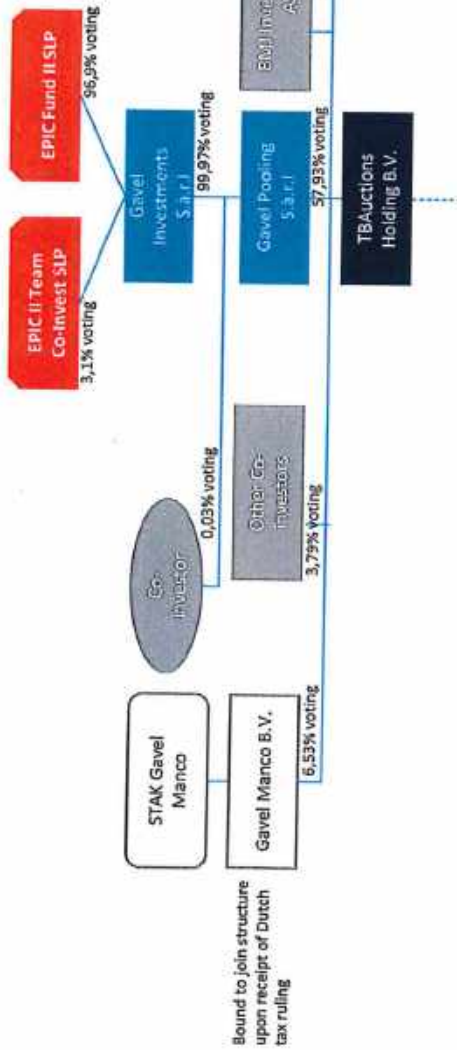 EPIC II Team
Co-Invest SLP
EPIC Fund II SLP
3,1% voting
96,9% voting
Gavel
Investments
S.a.r.l
99,97% voting
Co-
Investor
0,03% voting
STAK Gavel
Manco
Bound to join structure
upon receipt of Dutch
tax ruling
Gavel Manco B.V.
6,53% voting
Other Co-
Investors
3,79% voting
Gavel Pooling
S.a.r.l
57,93% voting
TBAuctions
Holding B.V.